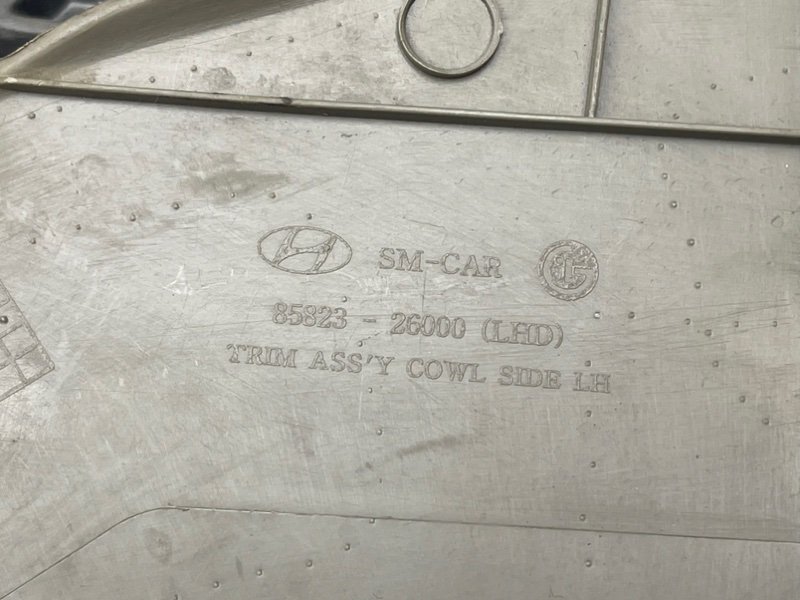 SM-CAR
85823 - 26000 (LHD)
TRIM ASS'Y COWL SIDE LH